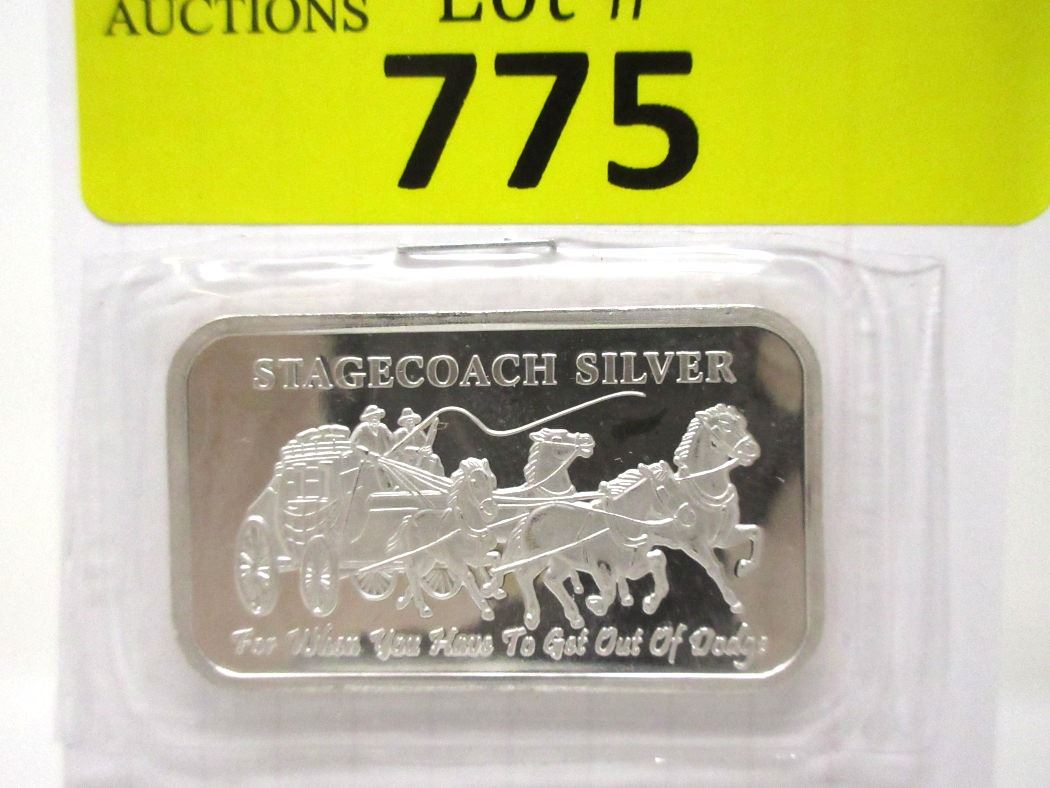 AUCTIONS Lot #
775
STAGECOACH SILVER
For When You Have To Get Out Of Dodge